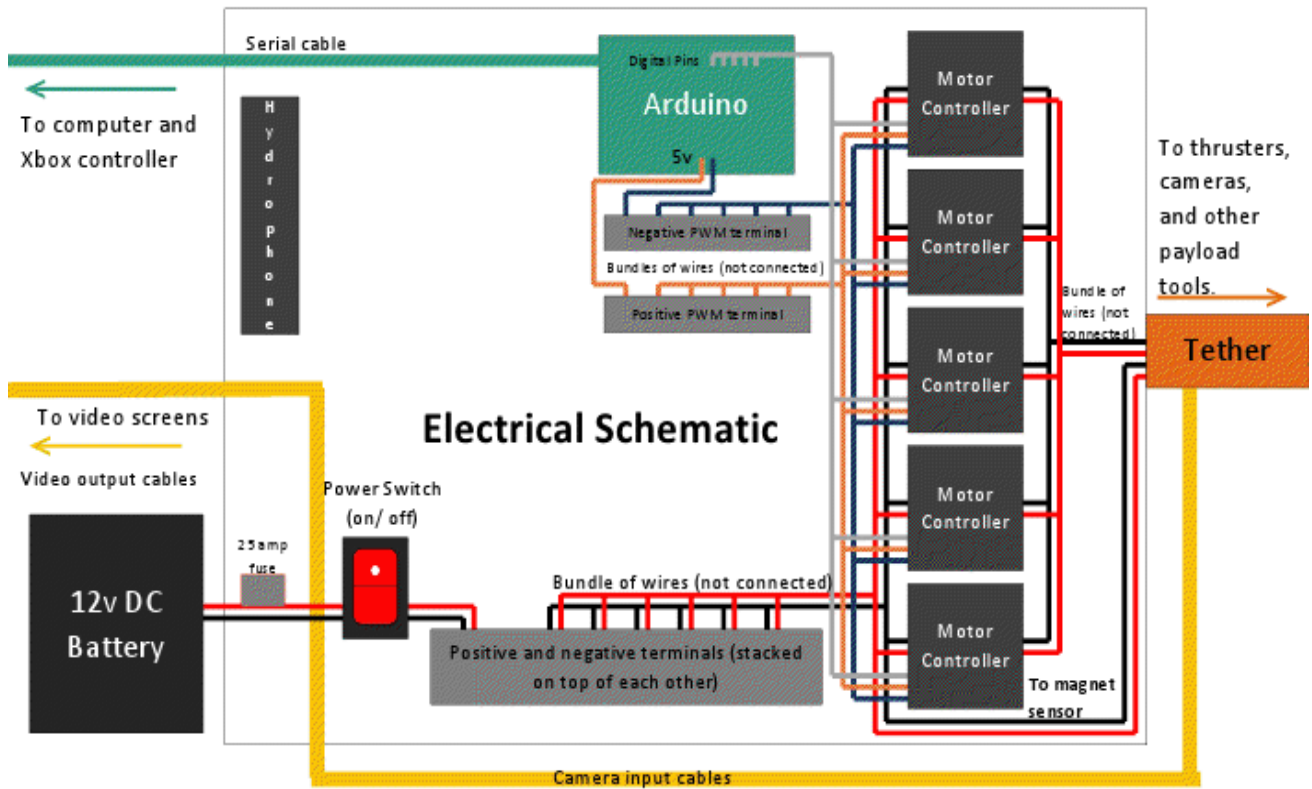 Serial cable
To computer and
Xbox controller
Hydrophone
Digital Pins
Arduino
5v
Negative PWM terminal
Bundles of wires (not connected)
Positive PWM terminal
Motor
Controller
Motor
Controller
Motor
Controller
Motor
Controller
Motor
Controller
To thrusters,
cameras,
and other
payload
tools.
Bundle of
wires (not
connected)
Tether
To video screens
Video output cables
Electrical Schematic
Power Switch
(on/ off)
25 amp
fuse
12v DC
Battery
Bundle of wires (not connected)
Positive and negative terminals (stacked
on top of each other)
To magnet
sensor
Camera input cables